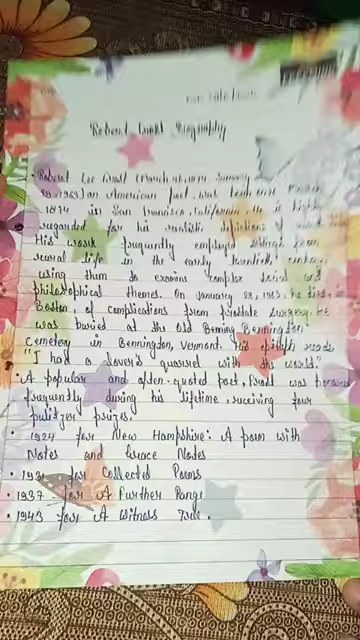 Robert Frost Biography
• Robert Lee Frost (March 26, 1874 January
29, 1963) an American poet, was born
1874 in San Francisco, California. He is highly
regarded for his realistic depictions of
His work frequently employed settings from
rural life in the early twentieth century
using them to examine complex social and
philosophical themes. On January 29, 1963, he died in
Boston, of complications from prostate surgery. He
was buried at the Old Bennington
cemetery in Bennington, Vermont. His epitaph reads
"I had a lover's quarrel with the world."
• A popular and often-quoted poet, Frost was honored
frequently during his lifetime, receiving four
pulitzer prizes.
• 1924 for New Hampshire: A poem with
Notes and Grace Notes
• 1931 for Collected Poems
• 1937 for A Further Range
• 1943 for A Witness Tree.